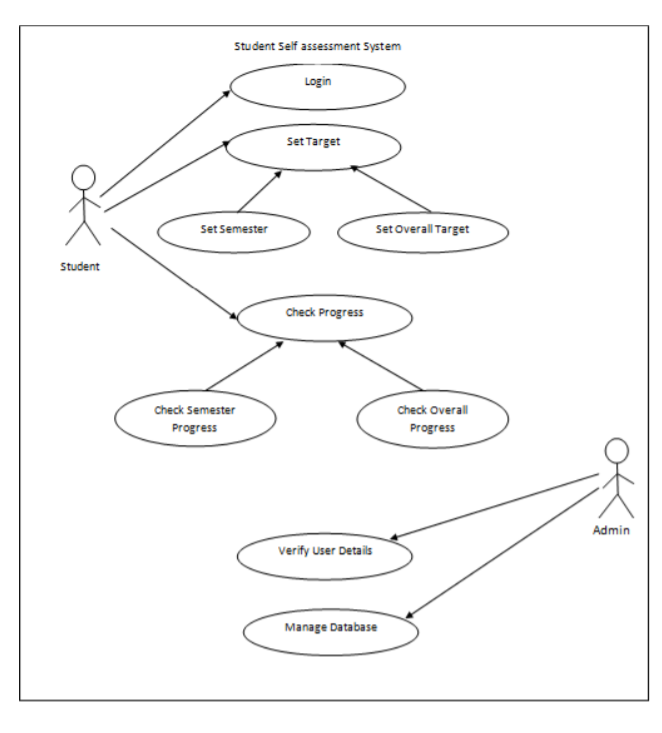 Student Self assessment System
Login
Set Target
Set Semester
Set Overall Target
Student
Check Progress
Check Semester
Progress
Check Overall
Progress
Admin
Verify User Details
Manage Database